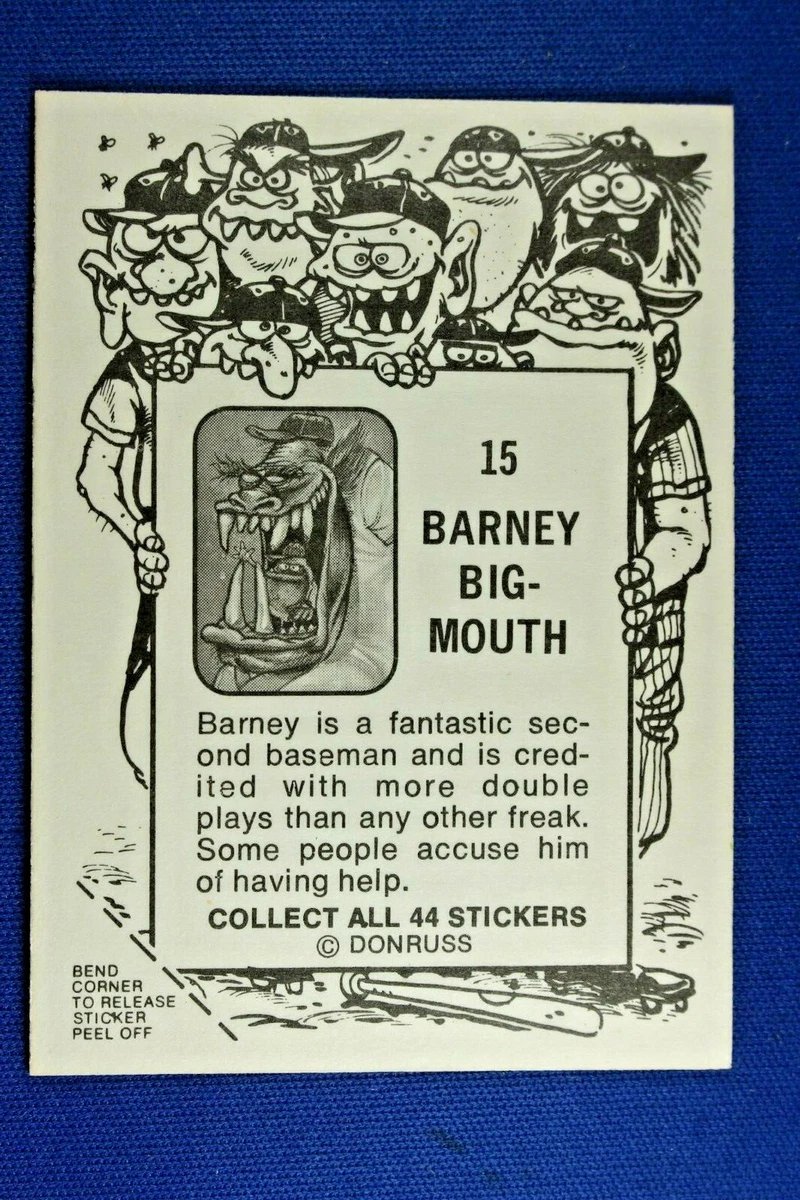 15
BARNEY
BIG-
MOUTH
Barney is a fantastic sec-
ond baseman and is cred-
ited with more double
plays than any other freak.
Some people accuse him
of having help.
COLLECT ALL 44 STICKERS
© DONRUSS
BEND
CORNER
TO RELEASE
STICKER
PEEL OFF